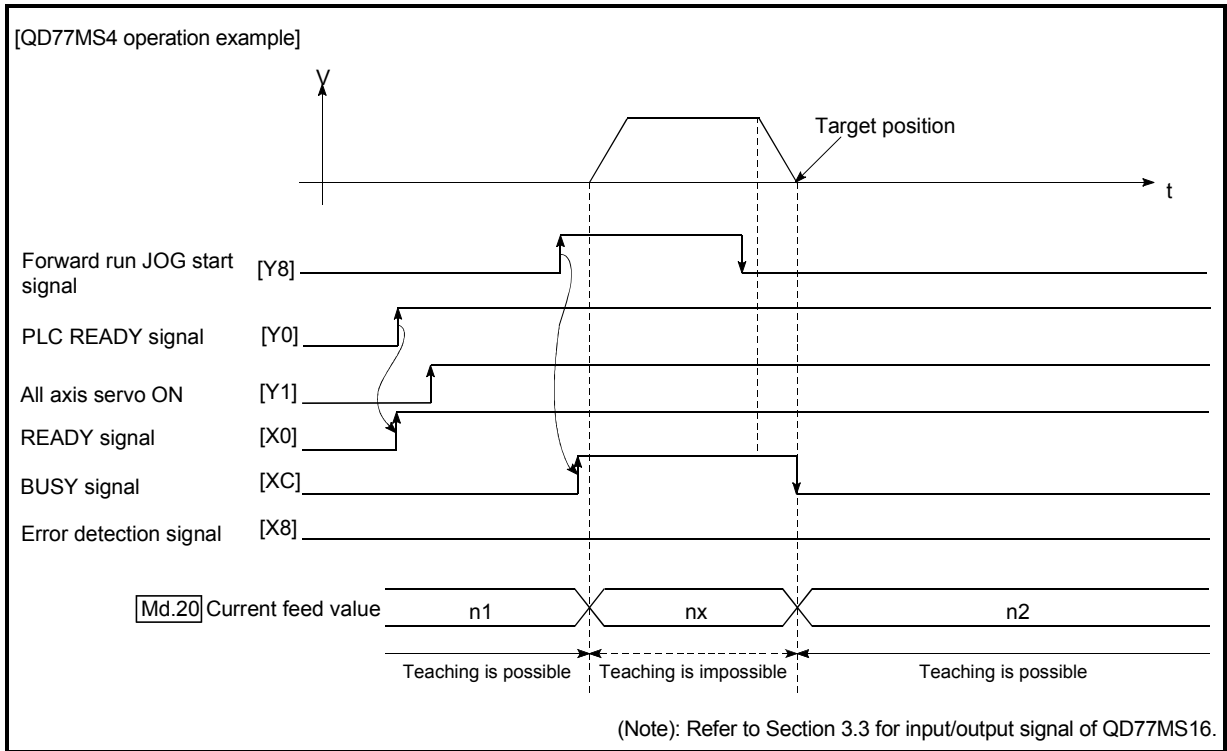 [QD77MS4 operation example]
V
Target position
t
Forward run JOG start
signal
[Y8]
PLC READY signal [Y0]
All axis servo ON [Y1]
READY signal [X0]
BUSY signal [XC]
Error detection signal [X8]
Md.20 Current feed value n1 nx n2
Teaching is possible Teaching is impossible Teaching is possible
(Note): Refer to Section 3.3 for input/output signal of QD77MS16.